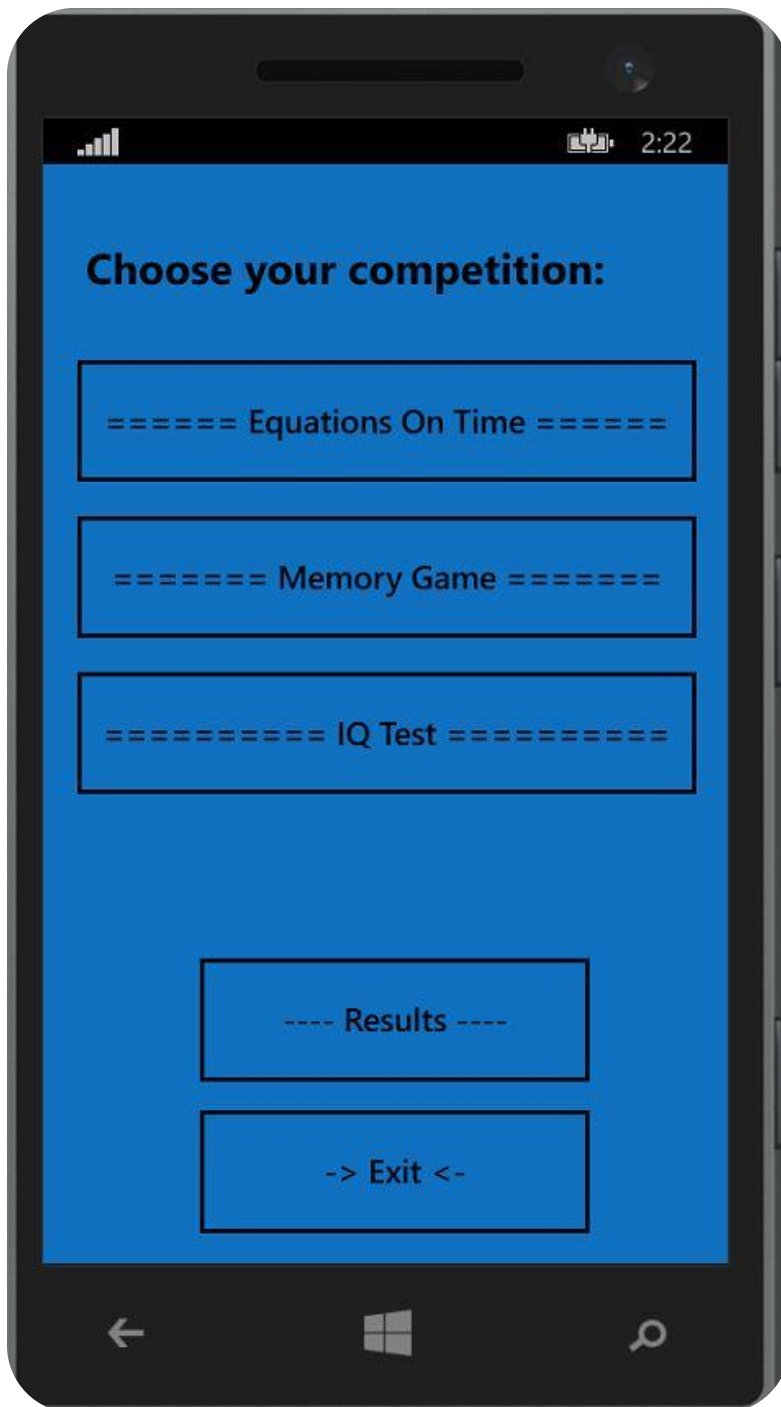 2:22
Choose your competition:
====== Equations On Time ======
======= Memory Game =======
========== IQ Test ==========
---- Results ----
-> Exit <-